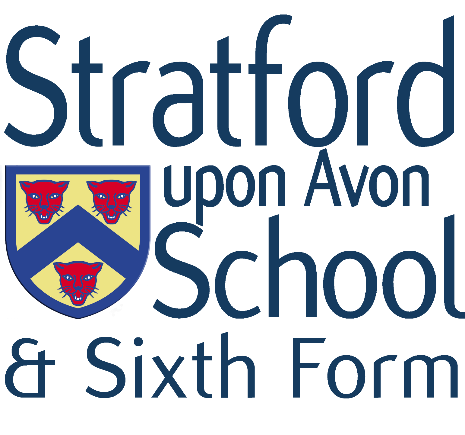 Stratford
upon Avon
School
& Sixth Form